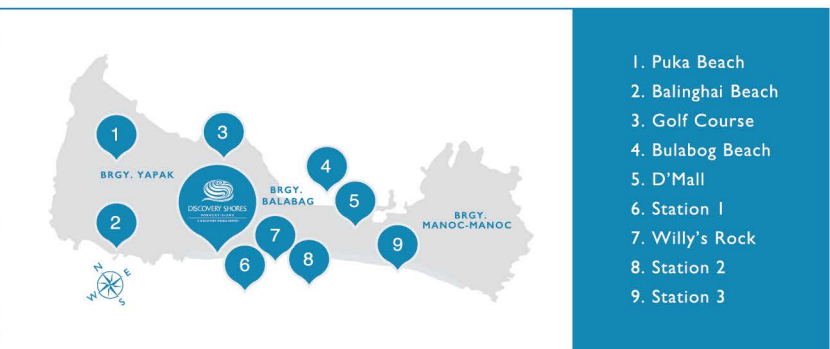 1
3
BRGY. YAPAK
4
DISCOVERY SHORES
BRGY.
BALABAG
5
2
BRGY.
MANOC-MANOC
7
9
6
8
N
E
W
S
1. Puka Beach
2. Balinghai Beach
3. Golf Course
4. Bulabog Beach
5. D'Mall
6. Station 1
7. Willy's Rock
8. Station 2
9. Station 3